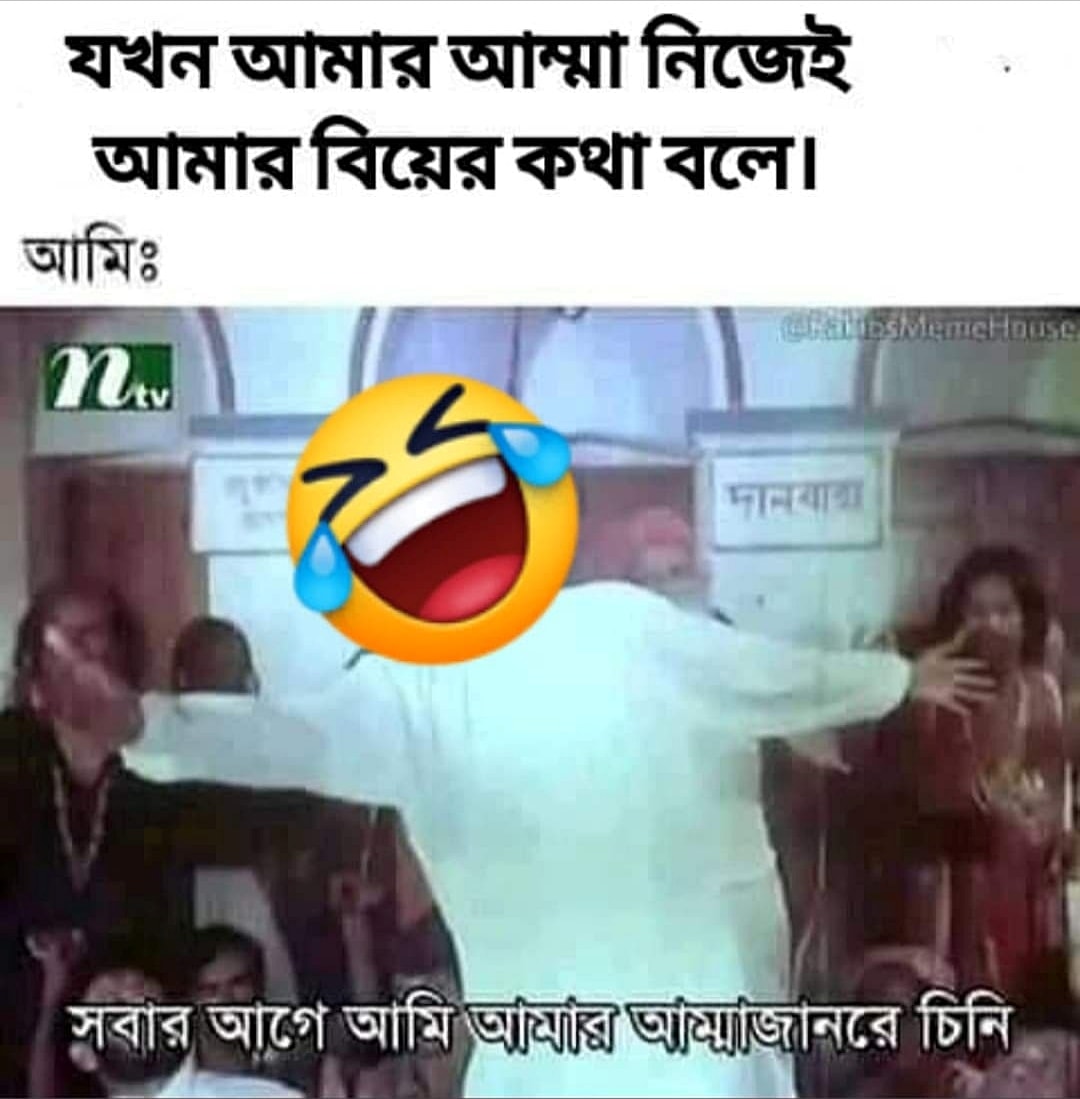 যখন আমার আম্মা নিজেই
আমার বিয়ের কথা বলে।
আমিঃ
ntv
দানবাক্স
সবার আগে আমি আমার আম্মাজানরে চিনি